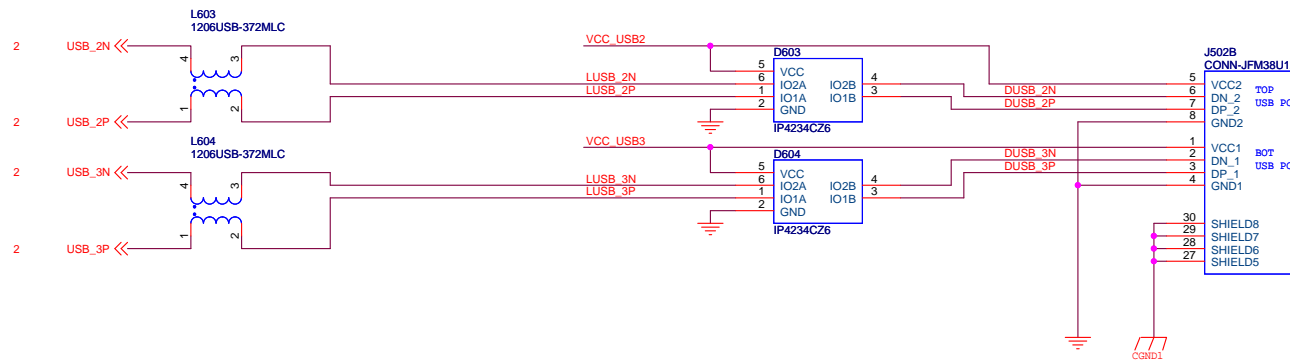 L603
1206USB-372MLC
2 USB_2N
4 3
1 2
2 USB_2P
VCC_USB2
LUSB_2N
LUSB_2P
D603
5 VCC
6 IO2A IO2B 4
1 IO1A IO1B 3
2 GND
IP4234CZ6
DUSB_2N
DUSB_2P
L604
1206USB-372MLC
2 USB_3N
4 3
1 2
2 USB_3P
VCC_USB3
LUSB_3N
LUSB_3P
D604
5 VCC
6 IO2A IO2B 4
1 IO1A IO1B 3
2 GND
IP4234CZ6
DUSB_3N
DUSB_3P
J502B
CONN-JFM38U1
5 VCC2
6 DN_2 TOP
7 DP_2 USB PO
8 GND2
1 VCC1
2 DN_1 BOT
3 DP_1 USB PO
4 GND1
30 SHIELD8
29 SHIELD7
28 SHIELD6
27 SHIELD5
CGND1